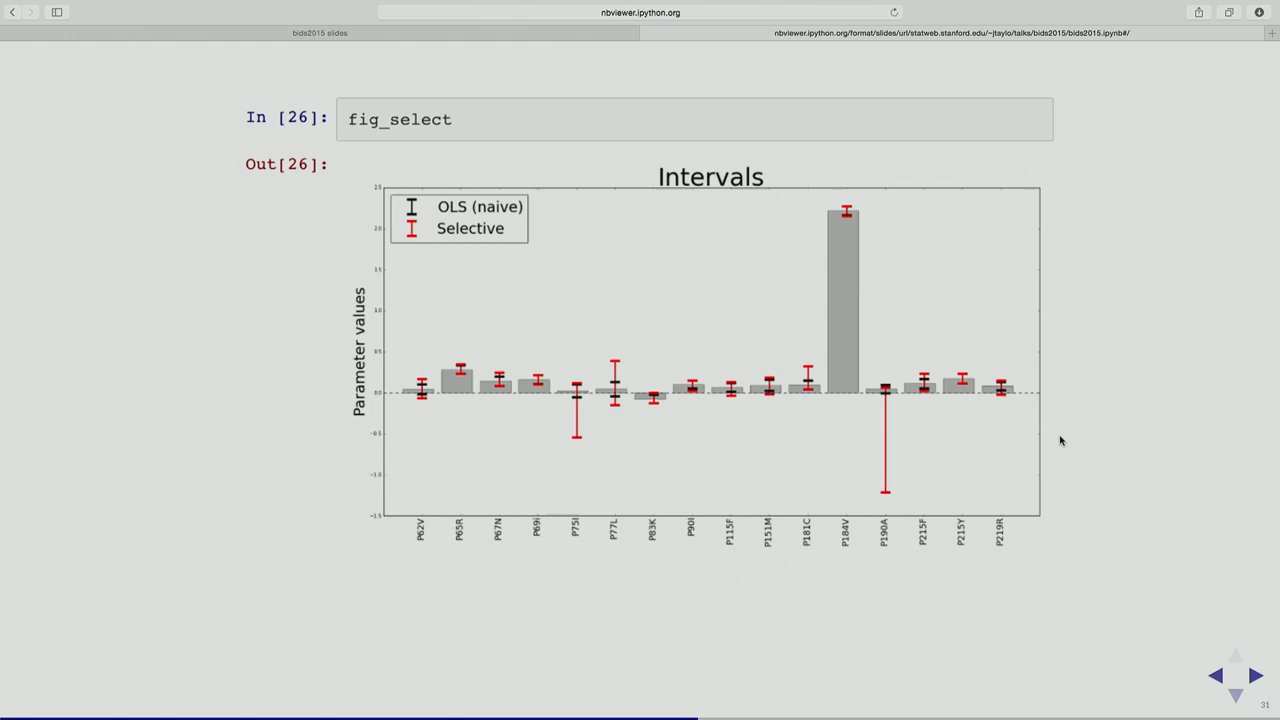 nbviewer.ipython.org
bids2015 slides
nbviewer.ipython.org/format/slides/url/statweb.stanford.edu/~jtaylo/talks/bids2015/bids2015.ipynb#/
In [26]:
fig_select
Out[26]:
Intervals
OLS (naive)
Selective
Parameter values
2.5
2.0
1.5
1.0
0.5
0.0
−0.5
−1.0
−1.5
P62V
P65R
P67N
P69i
P75I
P77L
P83K
P90I
P115F
P151M
P181C
P184V
P190A
P215F
P215Y
P219R
31